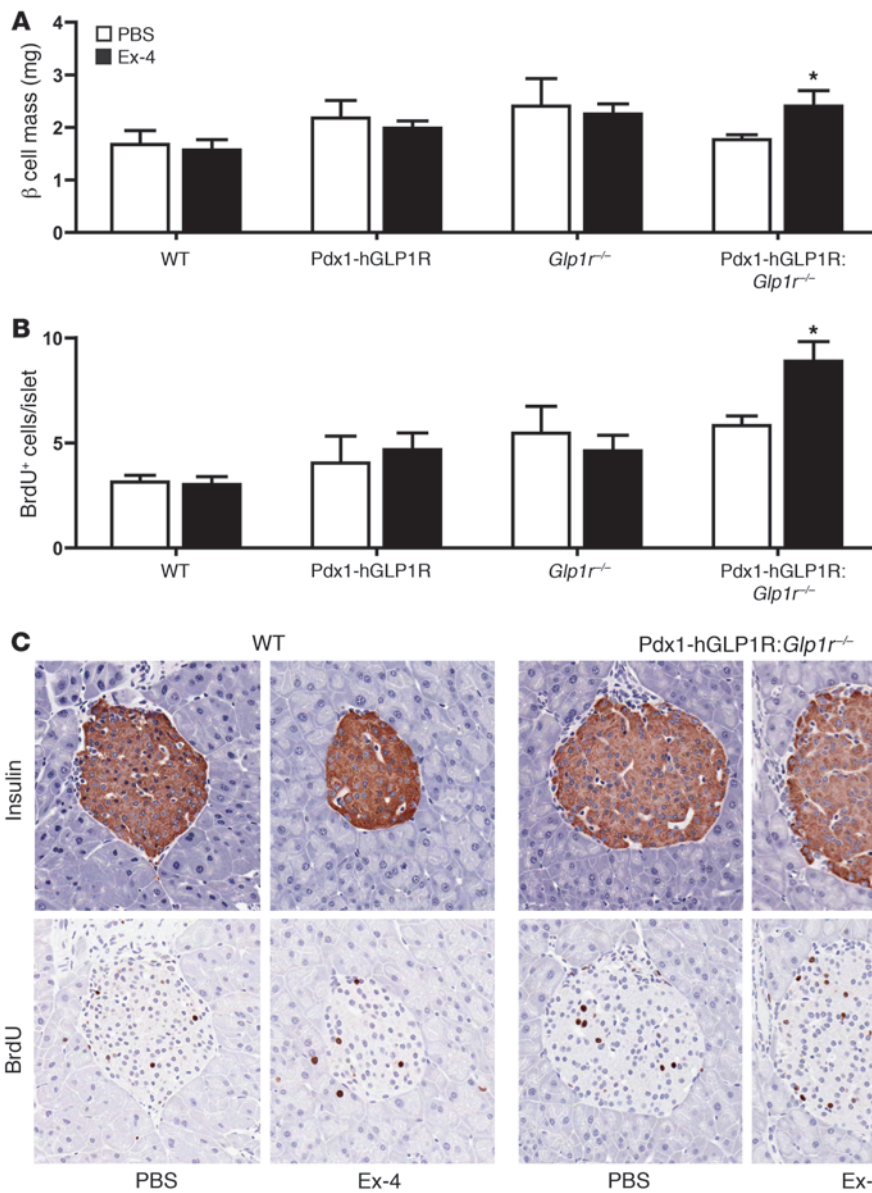 A
4
3
2
1
0
β cell mass (mg)
PBS
Ex-4
*
WT Pdx1-hGLP1R Glp1r–/– Pdx1-hGLP1R:
Glp1r–/–
B
10
5
0
BrdU+ cells/islet
*
WT Pdx1-hGLP1R Glp1r–/– Pdx1-hGLP1R:
Glp1r–/–
C
WT Pdx1-hGLP1R:Glp1r–/–
Insulin
BrdU
PBS Ex-4 PBS Ex-